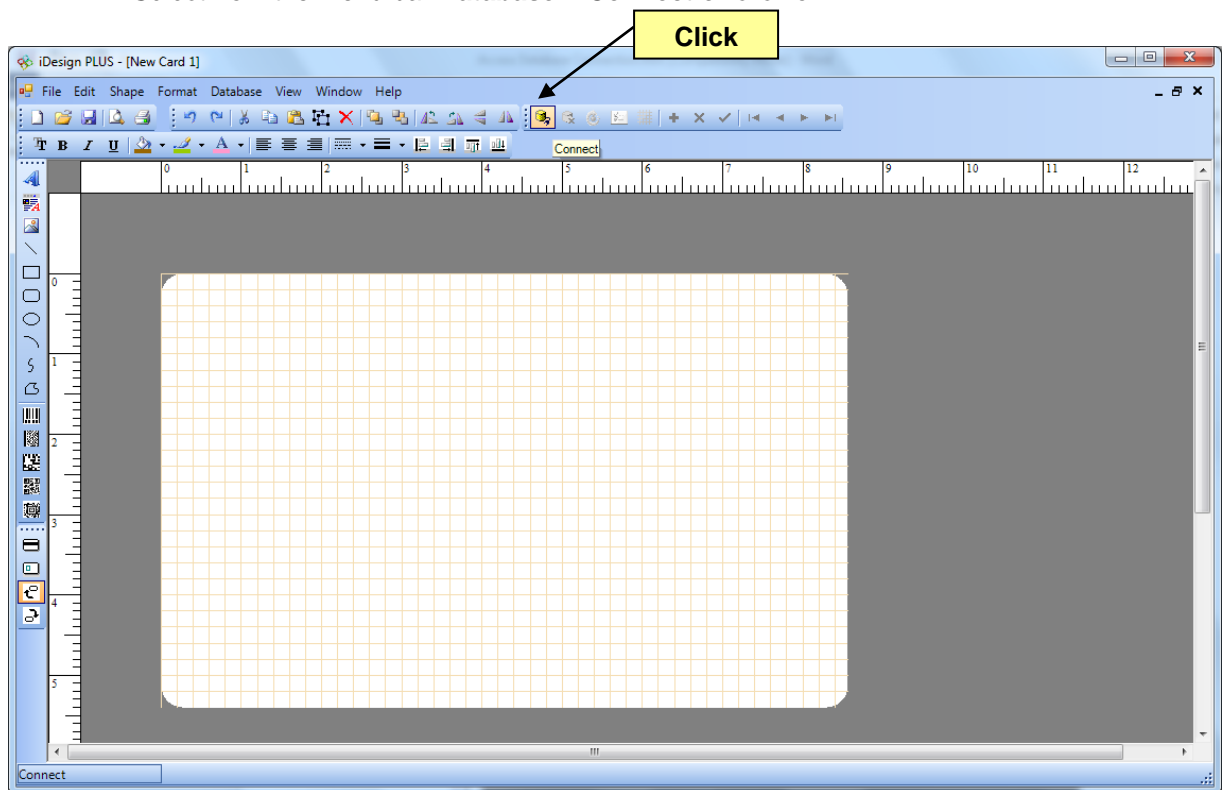 Click
iDesign PLUS - [New Card 1]
File Edit Shape Format Database View Window Help
B I U
Connect
0 1 2 3 4 5 6 7 8 9 10 11 12
0
1
2
3
4
5
Connect